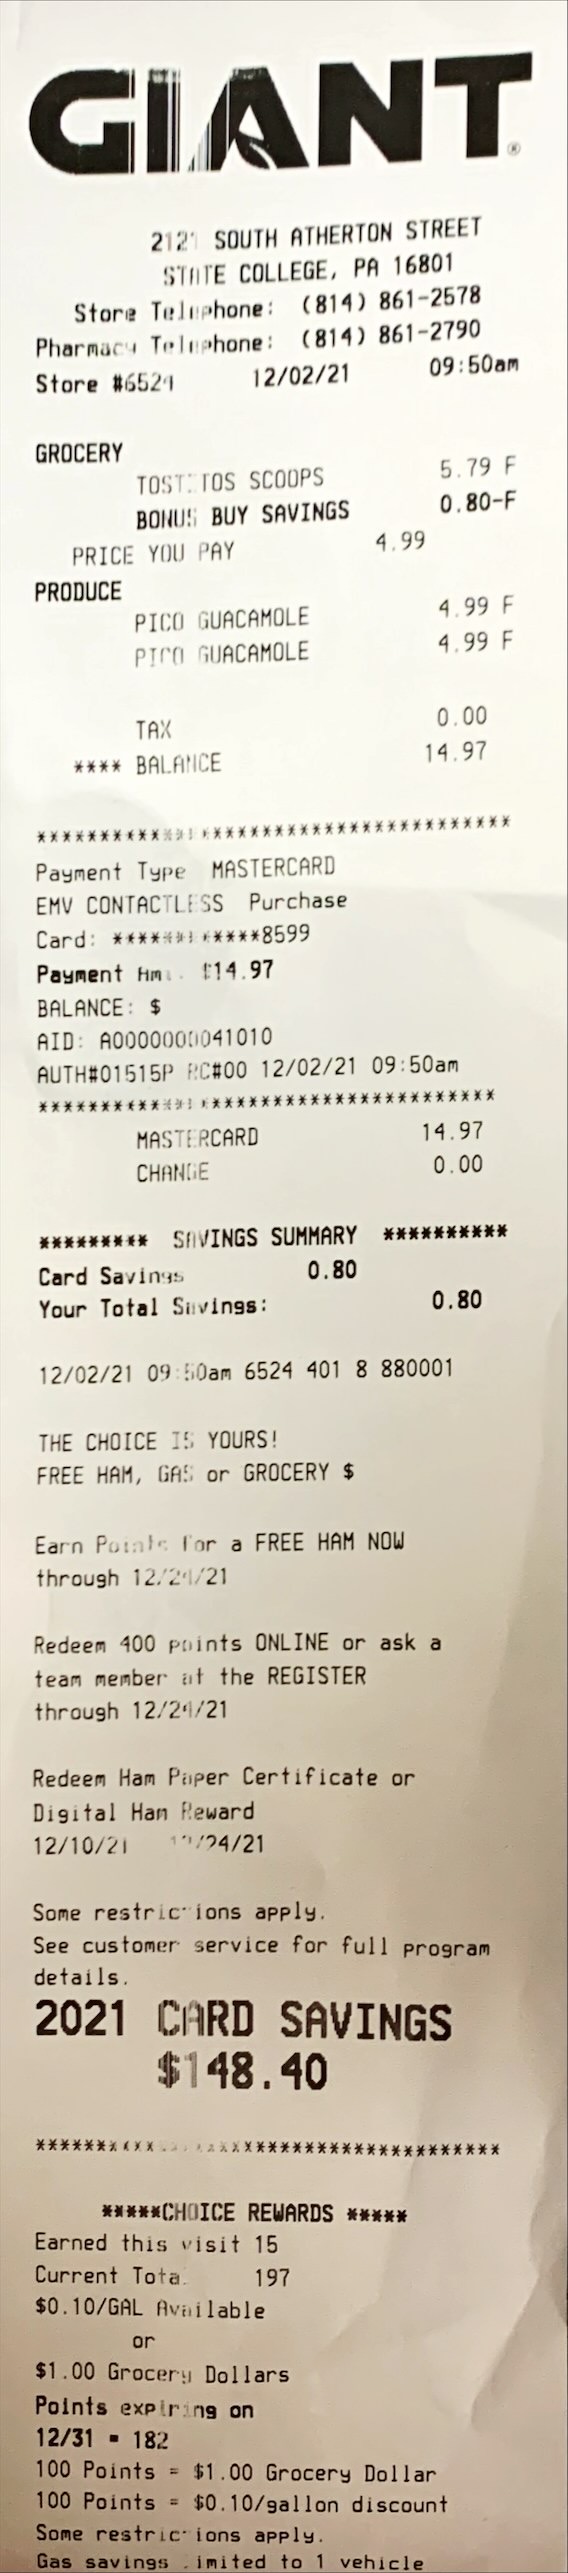 GIANT®
212 SOUTH ATHERTON STREET
STATE COLLEGE, PA 16801
Store Telephone: (814) 861-2578
Pharmacy Telephone: (814) 861-2790
Store #6524 12/02/21 09:50am
GROCERY
TOSTITOS SCOOPS 5.79 F
BONUS BUY SAVINGS 0.80-F
PRICE YOU PAY 4.99
PRODUCE
PICO GUACAMOLE 4.99 F
PICO GUACAMOLE 4.99 F
TAX 0.00
**** BALANCE 14.97
****************************************
Payment Type MASTERCARD
EMV CONTACTLESS Purchase
Card: ************8599
Payment Amt: $14.97
BALANCE: $
AID: A0000000041010
AUTH#01515P RC#00 12/02/21 09:50am
****************************************
MASTERCARD 14.97
CHANGE 0.00
********* SAVINGS SUMMARY **********
Card Savings 0.80
Your Total Savings: 0.80
12/02/21 09:50am 6524 401 8 880001
THE CHOICE IS YOURS!
FREE HAM, GAS or GROCERY $
Earn Points for a FREE HAM NOW
through 12/24/21
Redeem 400 points ONLINE or ask a
team member at the REGISTER
through 12/24/21
Redeem Ham Paper Certificate or
Digital Ham Reward
12/10/21 12/24/21
Some restrictions apply.
See customer service for full program
details.
2021 CARD SAVINGS
$148.40
****************************************
*****CHOICE REWARDS *****
Earned this visit 15
Current Total 197
$0.10/GAL Available
or
$1.00 Grocery Dollars
Points expiring on
12/31 = 182
100 Points = $1.00 Grocery Dollar
100 Points = $0.10/gallon discount
Some restrictions apply.
Gas savings limited to 1 vehicle